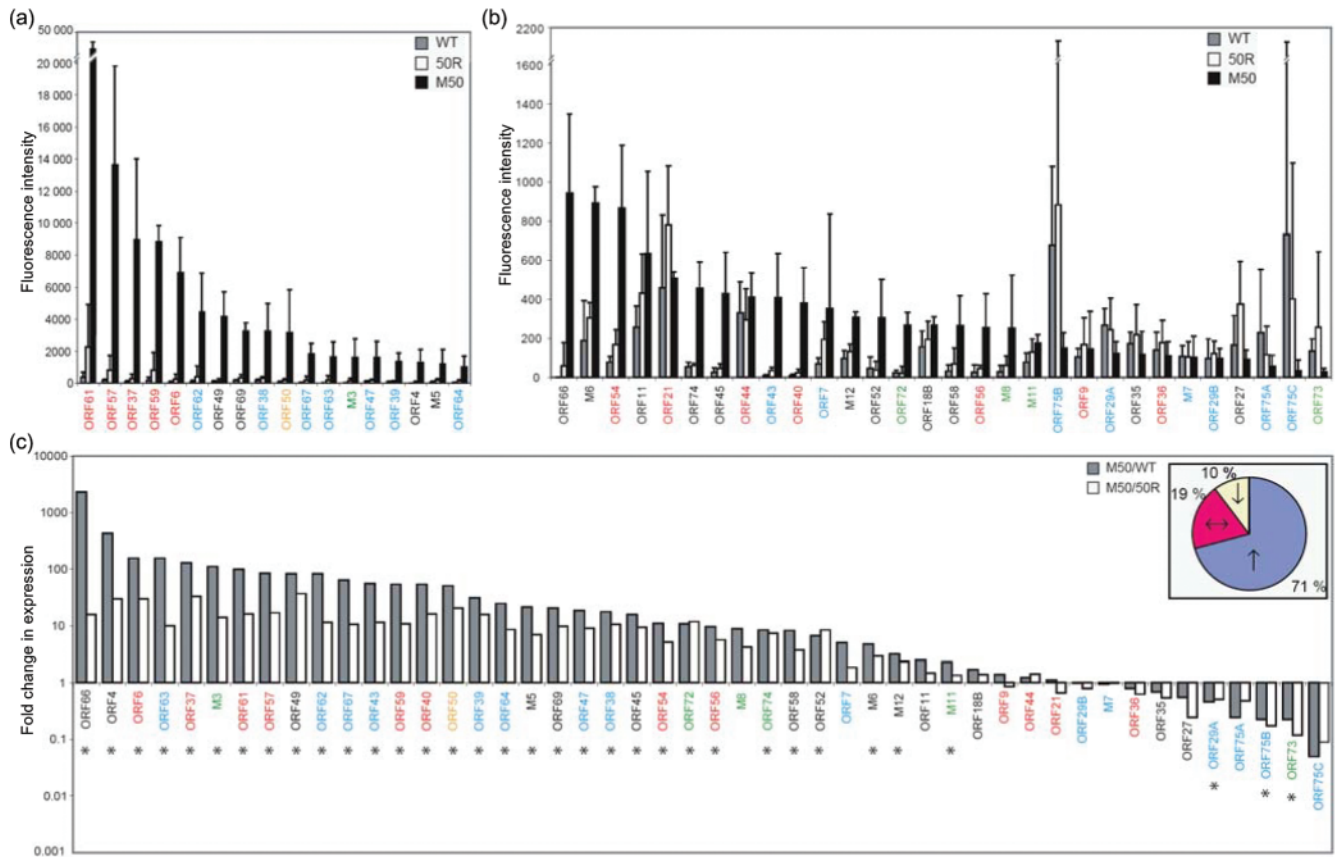 (a)
50 000
40 000
30 000
20 000
18 000
16 000
14 000
12 000
10 000
8000
6000
4000
2000
0
Fluorescence intensity
WT
50R
M50
ORF61
ORF57
ORF37
ORF59
ORF6
ORF62
ORF49
ORF69
ORF38
ORF50
ORF67
ORF63
M3
ORF47
ORF39
ORF4
M5
ORF64
(b)
2200
1600
1400
1200
1000
800
600
400
200
0
Fluorescence intensity
WT
50R
M50
ORF66
M6
ORF54
ORF11
ORF21
ORF74
ORF45
ORF44
ORF43
ORF40
ORF7
M12
ORF52
ORF72
ORF18B
ORF58
ORF56
M8
M11
ORF75B
ORF9
ORF29A
ORF35
ORF36
M7
ORF29B
ORF27
ORF75A
ORF75C
ORF73
(c)
10000
1000
100
10
1
0.1
0.01
0.001
Fold change in expression
M50/WT
M50/50R
10 %
19 %
71 %
↓
↔
↑
ORF66 *
ORF4 *
ORF6 *
ORF63 *
ORF37 *
M3 *
ORF61 *
ORF57 *
ORF49 *
ORF62 *
ORF67 *
ORF43 *
ORF59 *
ORF40 *
ORF50 *
ORF39 *
ORF64 *
M5 *
ORF69 *
ORF47 *
ORF38 *
ORF45 *
ORF54 *
ORF72 *
ORF56 *
M8
ORF74 *
ORF58 *
ORF52 *
ORF7
M6 *
M12 *
ORF11
M11 *
ORF18B
ORF9
ORF44
ORF21
ORF29B
M7
ORF36
ORF35
ORF27
ORF29A *
ORF75A
ORF75B *
ORF73 *
ORF75C